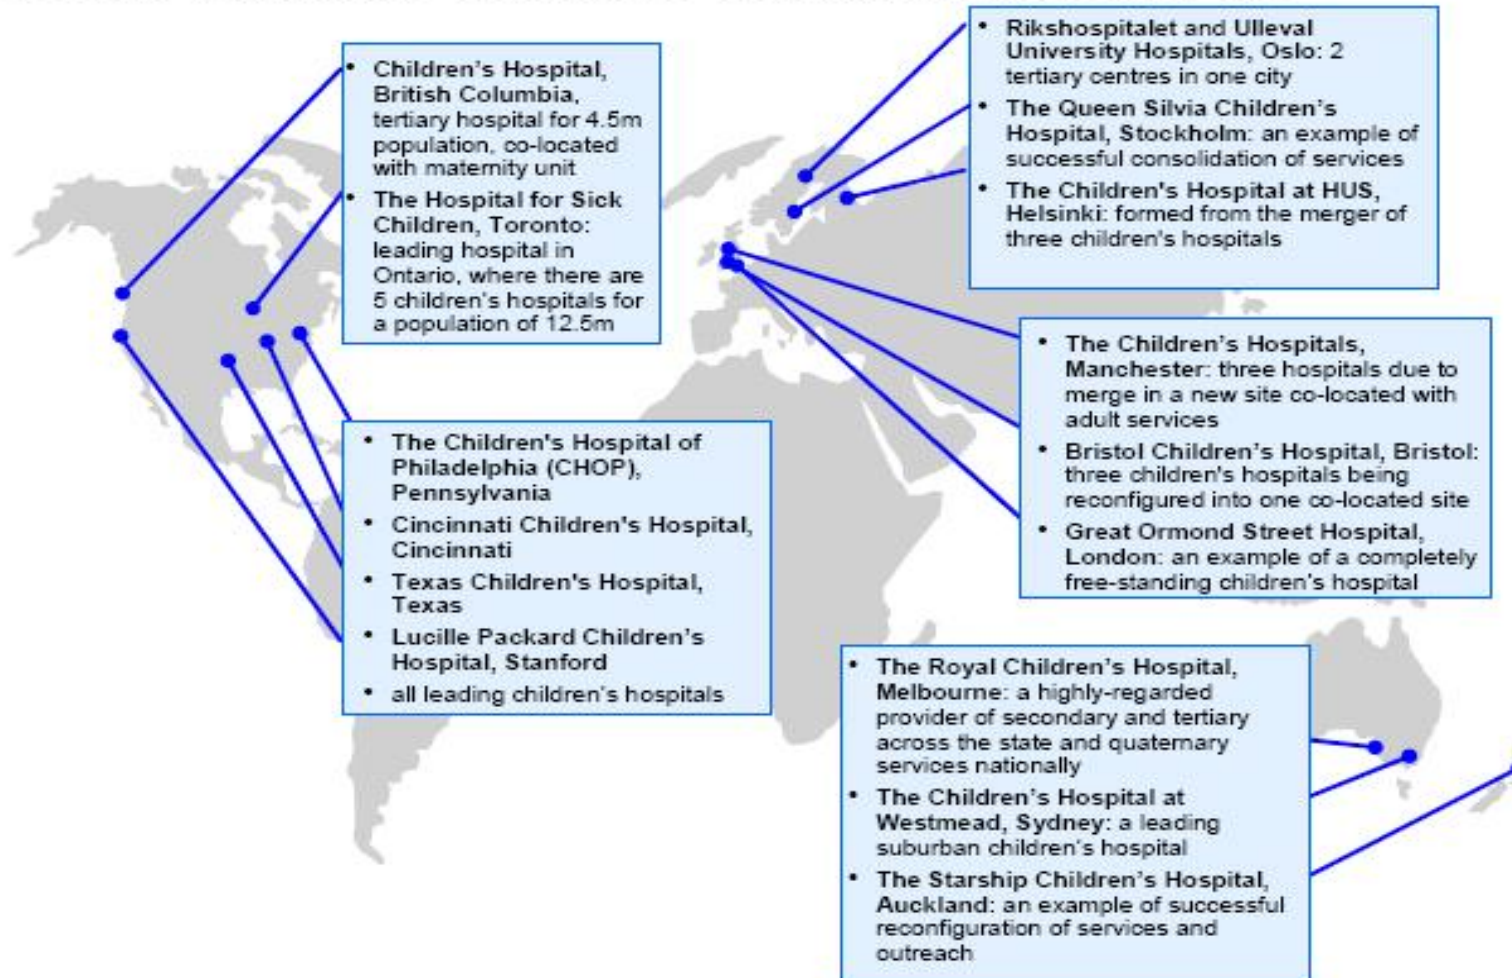 • Children's Hospital,
British Columbia,
tertiary hospital for 4.5m
population, co-located
with maternity unit
• The Hospital for Sick
Children, Toronto:
leading hospital in
Ontario, where there are
5 children's hospitals for
a population of 12.5m
• Rikshospitalet and Ulleval
University Hospitals, Oslo: 2
tertiary centres in one city
• The Queen Silvia Children's
Hospital, Stockholm: an example of
successful consolidation of services
• The Children's Hospital at HUS,
Helsinki: formed from the merger of
three children's hospitals
• The Children's Hospitals,
Manchester: three hospitals due to
merge in a new site co-located with
adult services
• Bristol Children's Hospital, Bristol:
three children's hospitals being
reconfigured into one co-located site
• Great Ormond Street Hospital,
London: an example of a completely
free-standing children's hospital
• The Children's Hospital of
Philadelphia (CHOP),
Pennsylvania
• Cincinnati Children's Hospital,
Cincinnati
• Texas Children's Hospital,
Texas
• Lucille Packard Children's
Hospital, Stanford
• all leading children's hospitals
• The Royal Children's Hospital,
Melbourne: a highly-regarded
provider of secondary and tertiary
across the state and quaternary
services nationally
• The Children's Hospital at
Westmead, Sydney: a leading
suburban children's hospital
• The Starship Children's Hospital,
Auckland: an example of successful
reconfiguration of services and
outreach